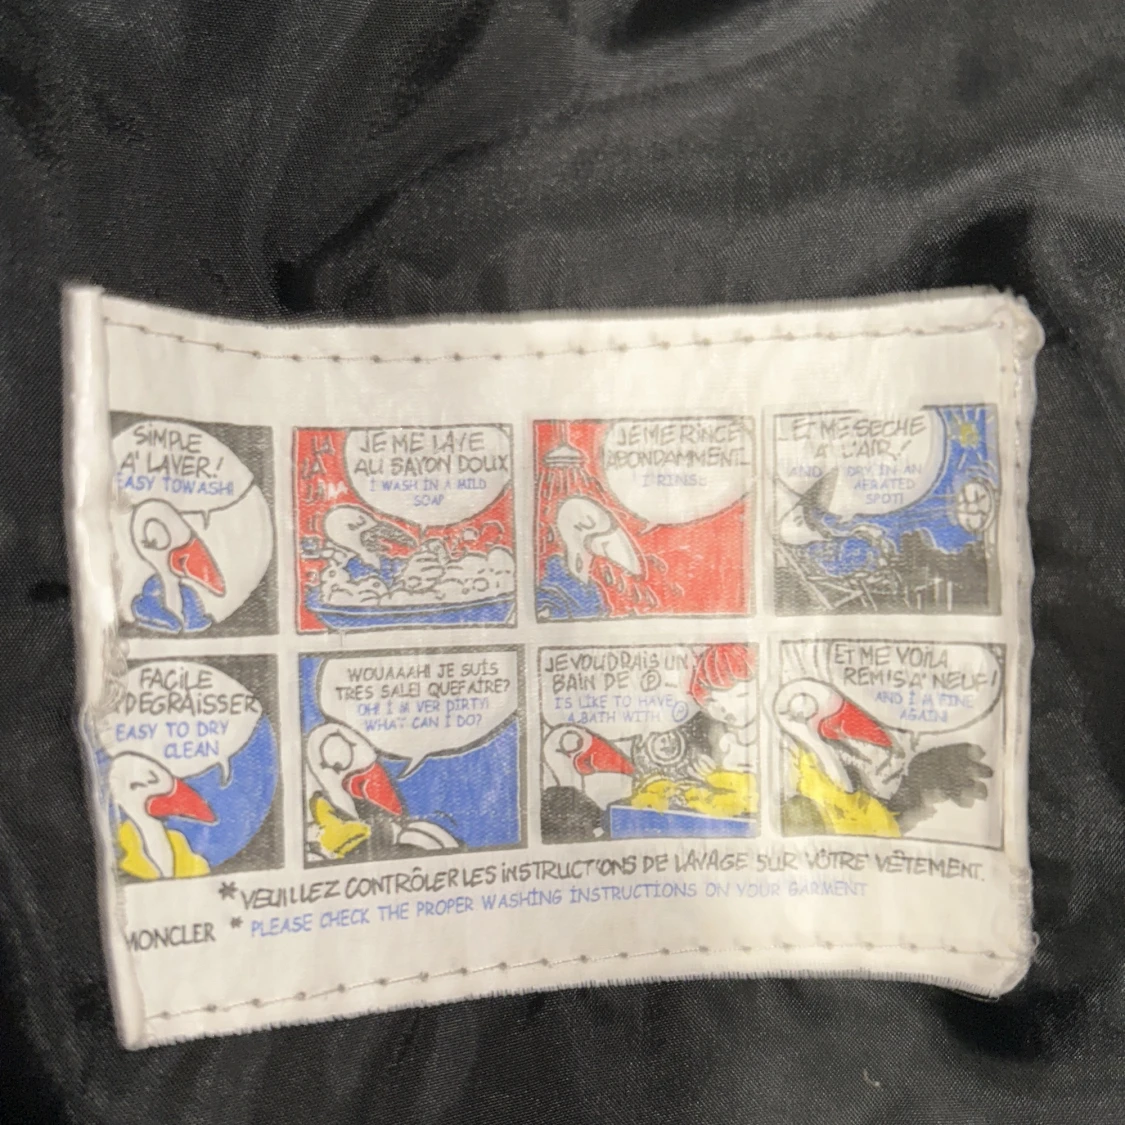 SIMPLE
A' LAVER!
EASY TO WASH!
LA
LA
LA
JE ME LAVE
AU SAVON DOUX
I WASH IN A MILD
SOAP
JE ME RINCE
ABONDAMMENT
I RINSE
ET ME SECHE
A L'AIR!
AND DRY IN AN
AERATED
SPOT!
FACILE
DEGRAISSER
EASY TO DRY
CLEAN
WOUAAAH! JE SUIS
TRES SALE! QUE FAIRE?
OH! I'M VER DIRTY!
WHAT CAN I DO?
JE VOUDRAIS UN
BAIN DE Ⓟ...
I'S LIKE TO HAVE
A BATH WITH Ⓟ
ET ME VOILA
REMIS A' NEUF!
AND I'M FINE
AGAIN!
*VEUILLEZ CONTRÔLER LES INSTRUCTIONS DE LAVAGE SUR VÔTRE VÊTEMENT.
MONCLER * PLEASE CHECK THE PROPER WASHING INSTRUCTIONS ON YOUR GARMENT